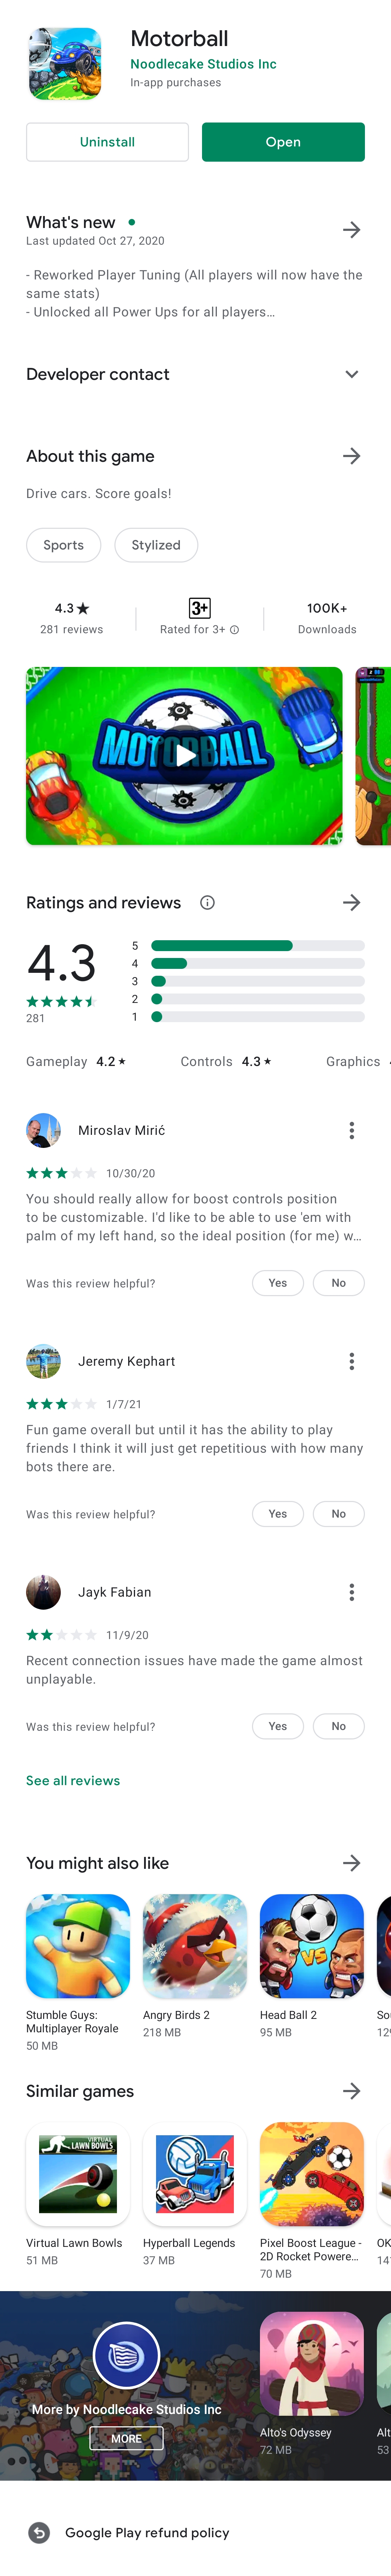 Motorball
Noodlecake Studios Inc
In-app purchases
Uninstall
Open
What's new
Last updated Oct 27, 2020
- Reworked Player Tuning (All players will now have the
same stats)
- Unlocked all Power Ups for all players…
Developer contact
About this game
Drive cars. Score goals!
Sports
Stylized
4.3★
281 reviews
3+
Rated for 3+
100K+
Downloads
MOTORBALL
Ratings and reviews
4.3
281
5
4
3
2
1
Gameplay 4.2★
Controls 4.3★
Graphics
Miroslav Mirić
10/30/20
You should really allow for boost controls position
to be customizable. I'd like to be able to use 'em with
palm of my left hand, so the ideal position (for me) w…
Was this review helpful?
Yes
No
Jeremy Kephart
1/7/21
Fun game overall but until it has the ability to play
friends I think it will just get repetitious with how many
bots there are.
Was this review helpful?
Yes
No
Jayk Fabian
11/9/20
Recent connection issues have made the game almost
unplayable.
Was this review helpful?
Yes
No
See all reviews
You might also like
VS
Stumble Guys:
Multiplayer Royale
50 MB
Angry Birds 2
218 MB
Head Ball 2
95 MB
So
129
Similar games
VIRTUAL
LAWN BOWLS
Virtual Lawn Bowls
51 MB
Hyperball Legends
37 MB
Pixel Boost League -
2D Rocket Powere…
70 MB
OK
14
More by Noodlecake Studios Inc
MORE
Alto's Odyssey
72 MB
Alt
53
Google Play refund policy